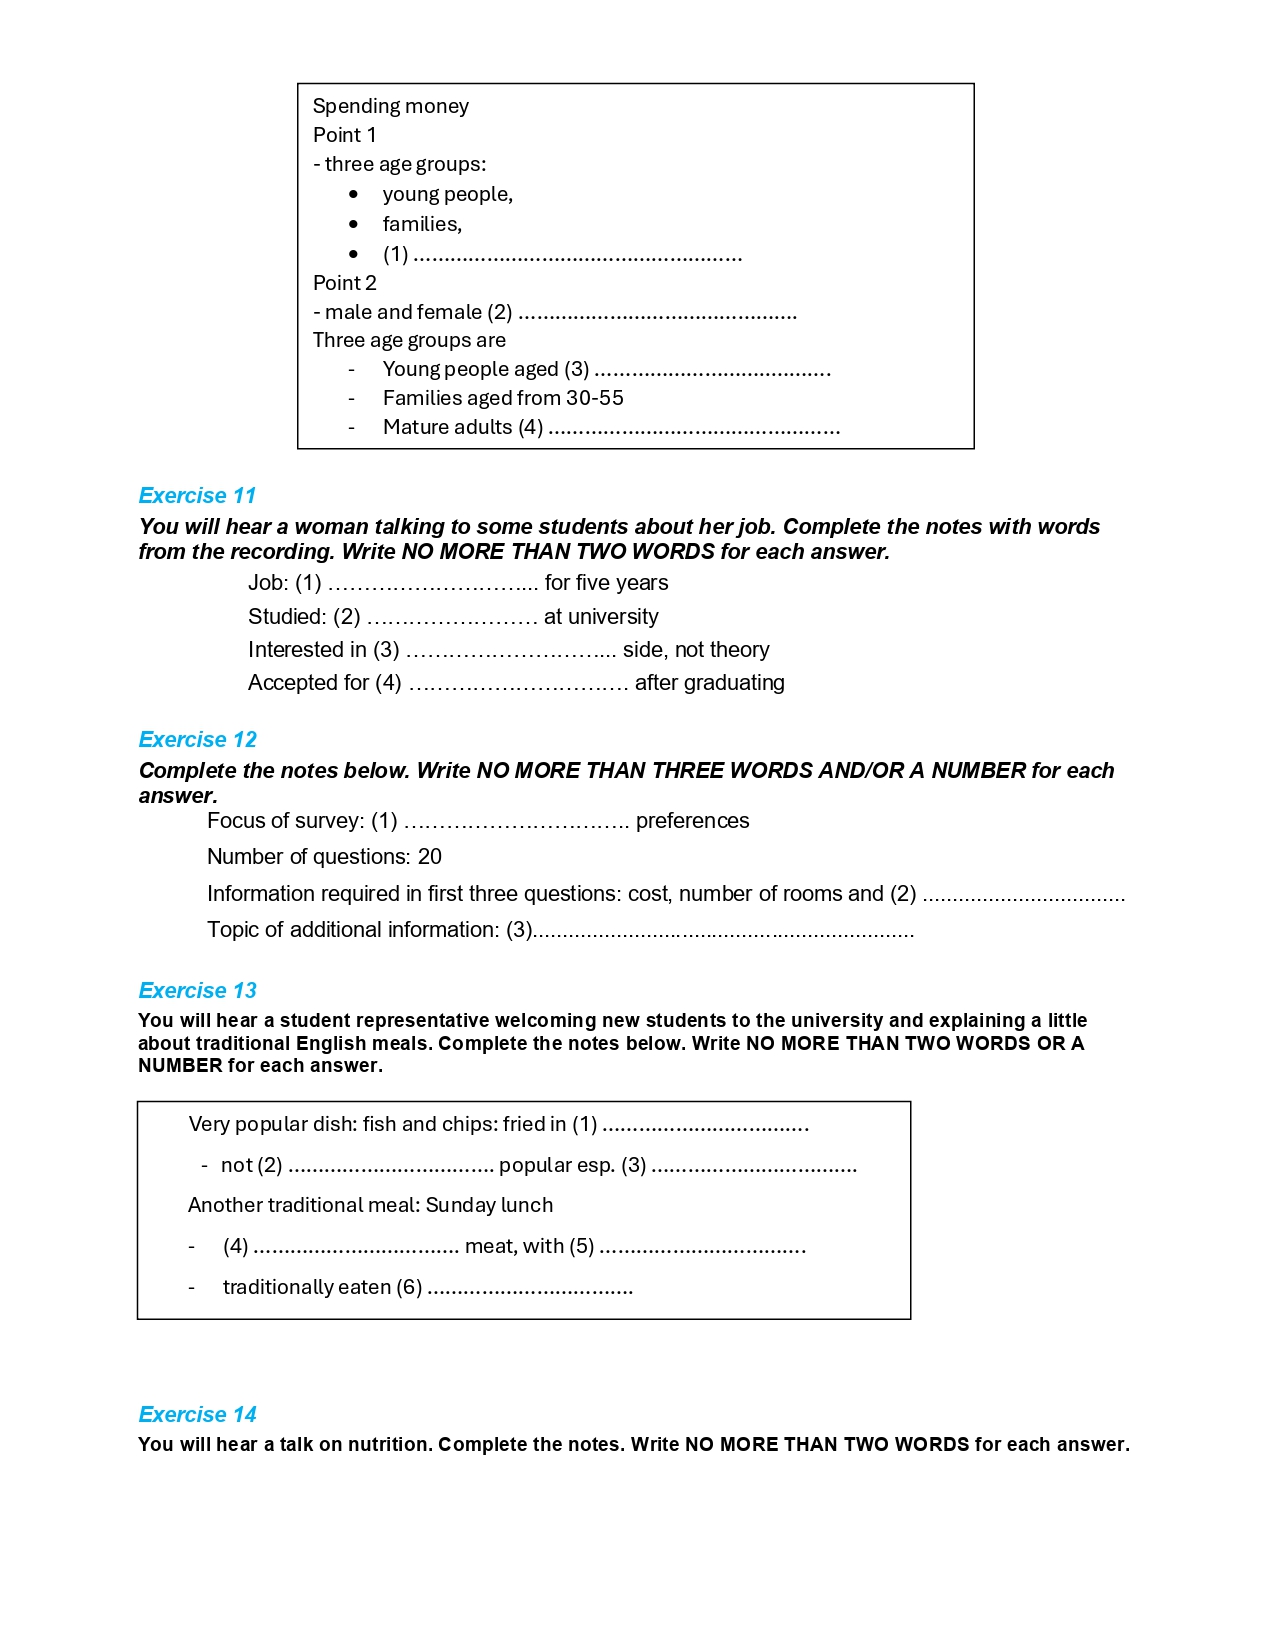 Spending money
Point 1
- three age groups:
• young people,
• families,
• (1) ......................................................
Point 2
- male and female (2) ..............................................
Three age groups are
- Young people aged (3) .......................................
- Families aged from 30-55
- Mature adults (4) ................................................
Exercise 11
You will hear a woman talking to some students about her job. Complete the notes with words
from the recording. Write NO MORE THAN TWO WORDS for each answer.
Job: (1) ………………………... for five years
Studied: (2) …………………… at university
Interested in (3) ………………………... side, not theory
Accepted for (4) …………………………. after graduating
Exercise 12
Complete the notes below. Write NO MORE THAN THREE WORDS AND/OR A NUMBER for each
answer.
Focus of survey: (1) ………………………….. preferences
Number of questions: 20
Information required in first three questions: cost, number of rooms and (2) ..................................
Topic of additional information: (3)................................................................
Exercise 13
You will hear a student representative welcoming new students to the university and explaining a little
about traditional English meals. Complete the notes below. Write NO MORE THAN TWO WORDS OR A
NUMBER for each answer.
Very popular dish: fish and chips: fried in (1) ..................................
- not (2) .................................. popular esp. (3) ..................................
Another traditional meal: Sunday lunch
- (4) .................................. meat, with (5) ..................................
- traditionally eaten (6) ..................................
Exercise 14
You will hear a talk on nutrition. Complete the notes. Write NO MORE THAN TWO WORDS for each answer.